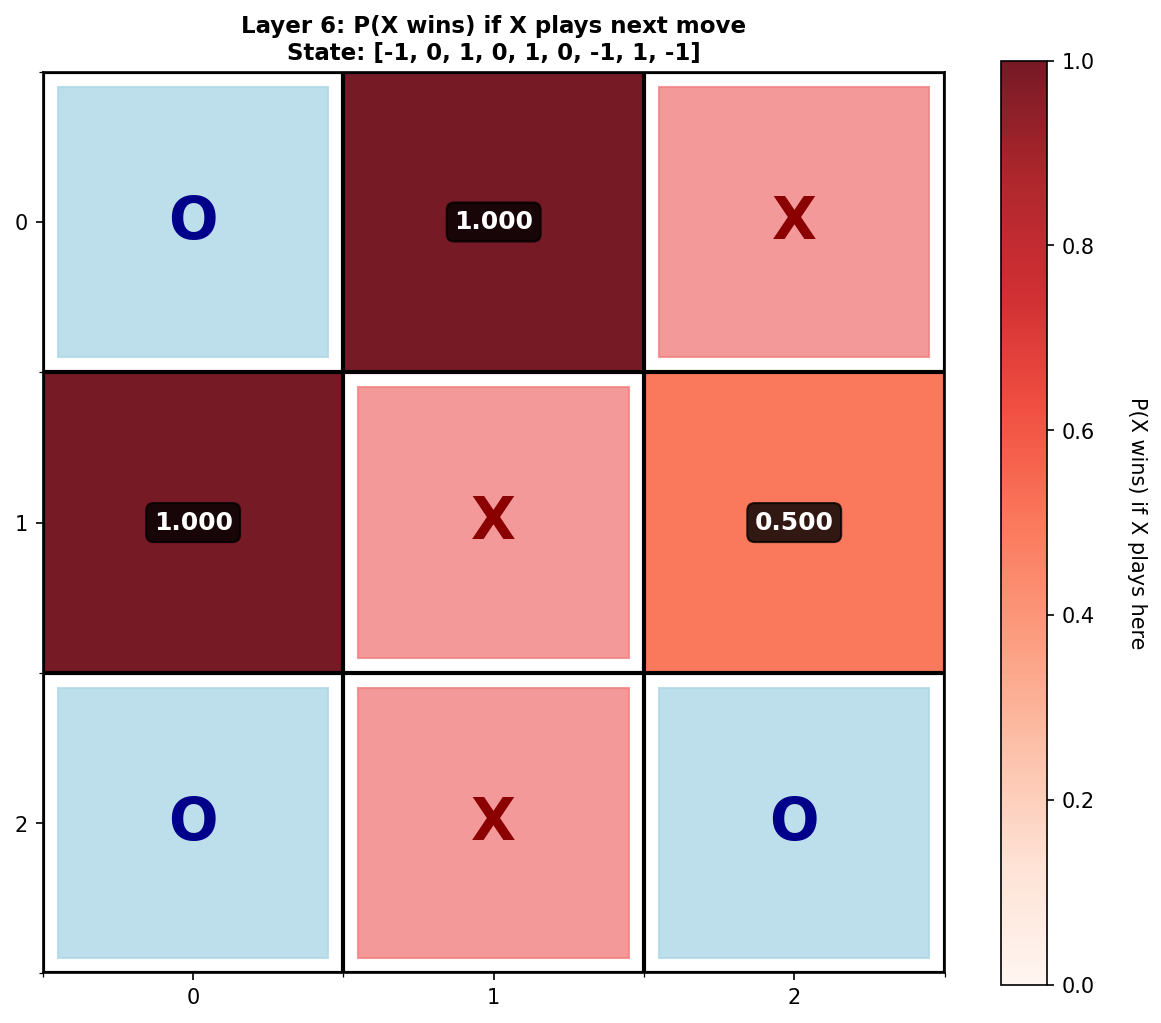 Layer 6: P(X wins) if X plays next move
State: [-1, 0, 1, 0, 1, 0, -1, 1, -1]
0
O
1.000
X
1
1.000
X
0.500
2
O
X
O
0
1
2
1.0
0.8
0.6
0.4
0.2
0.0
P(X wins) if X plays here